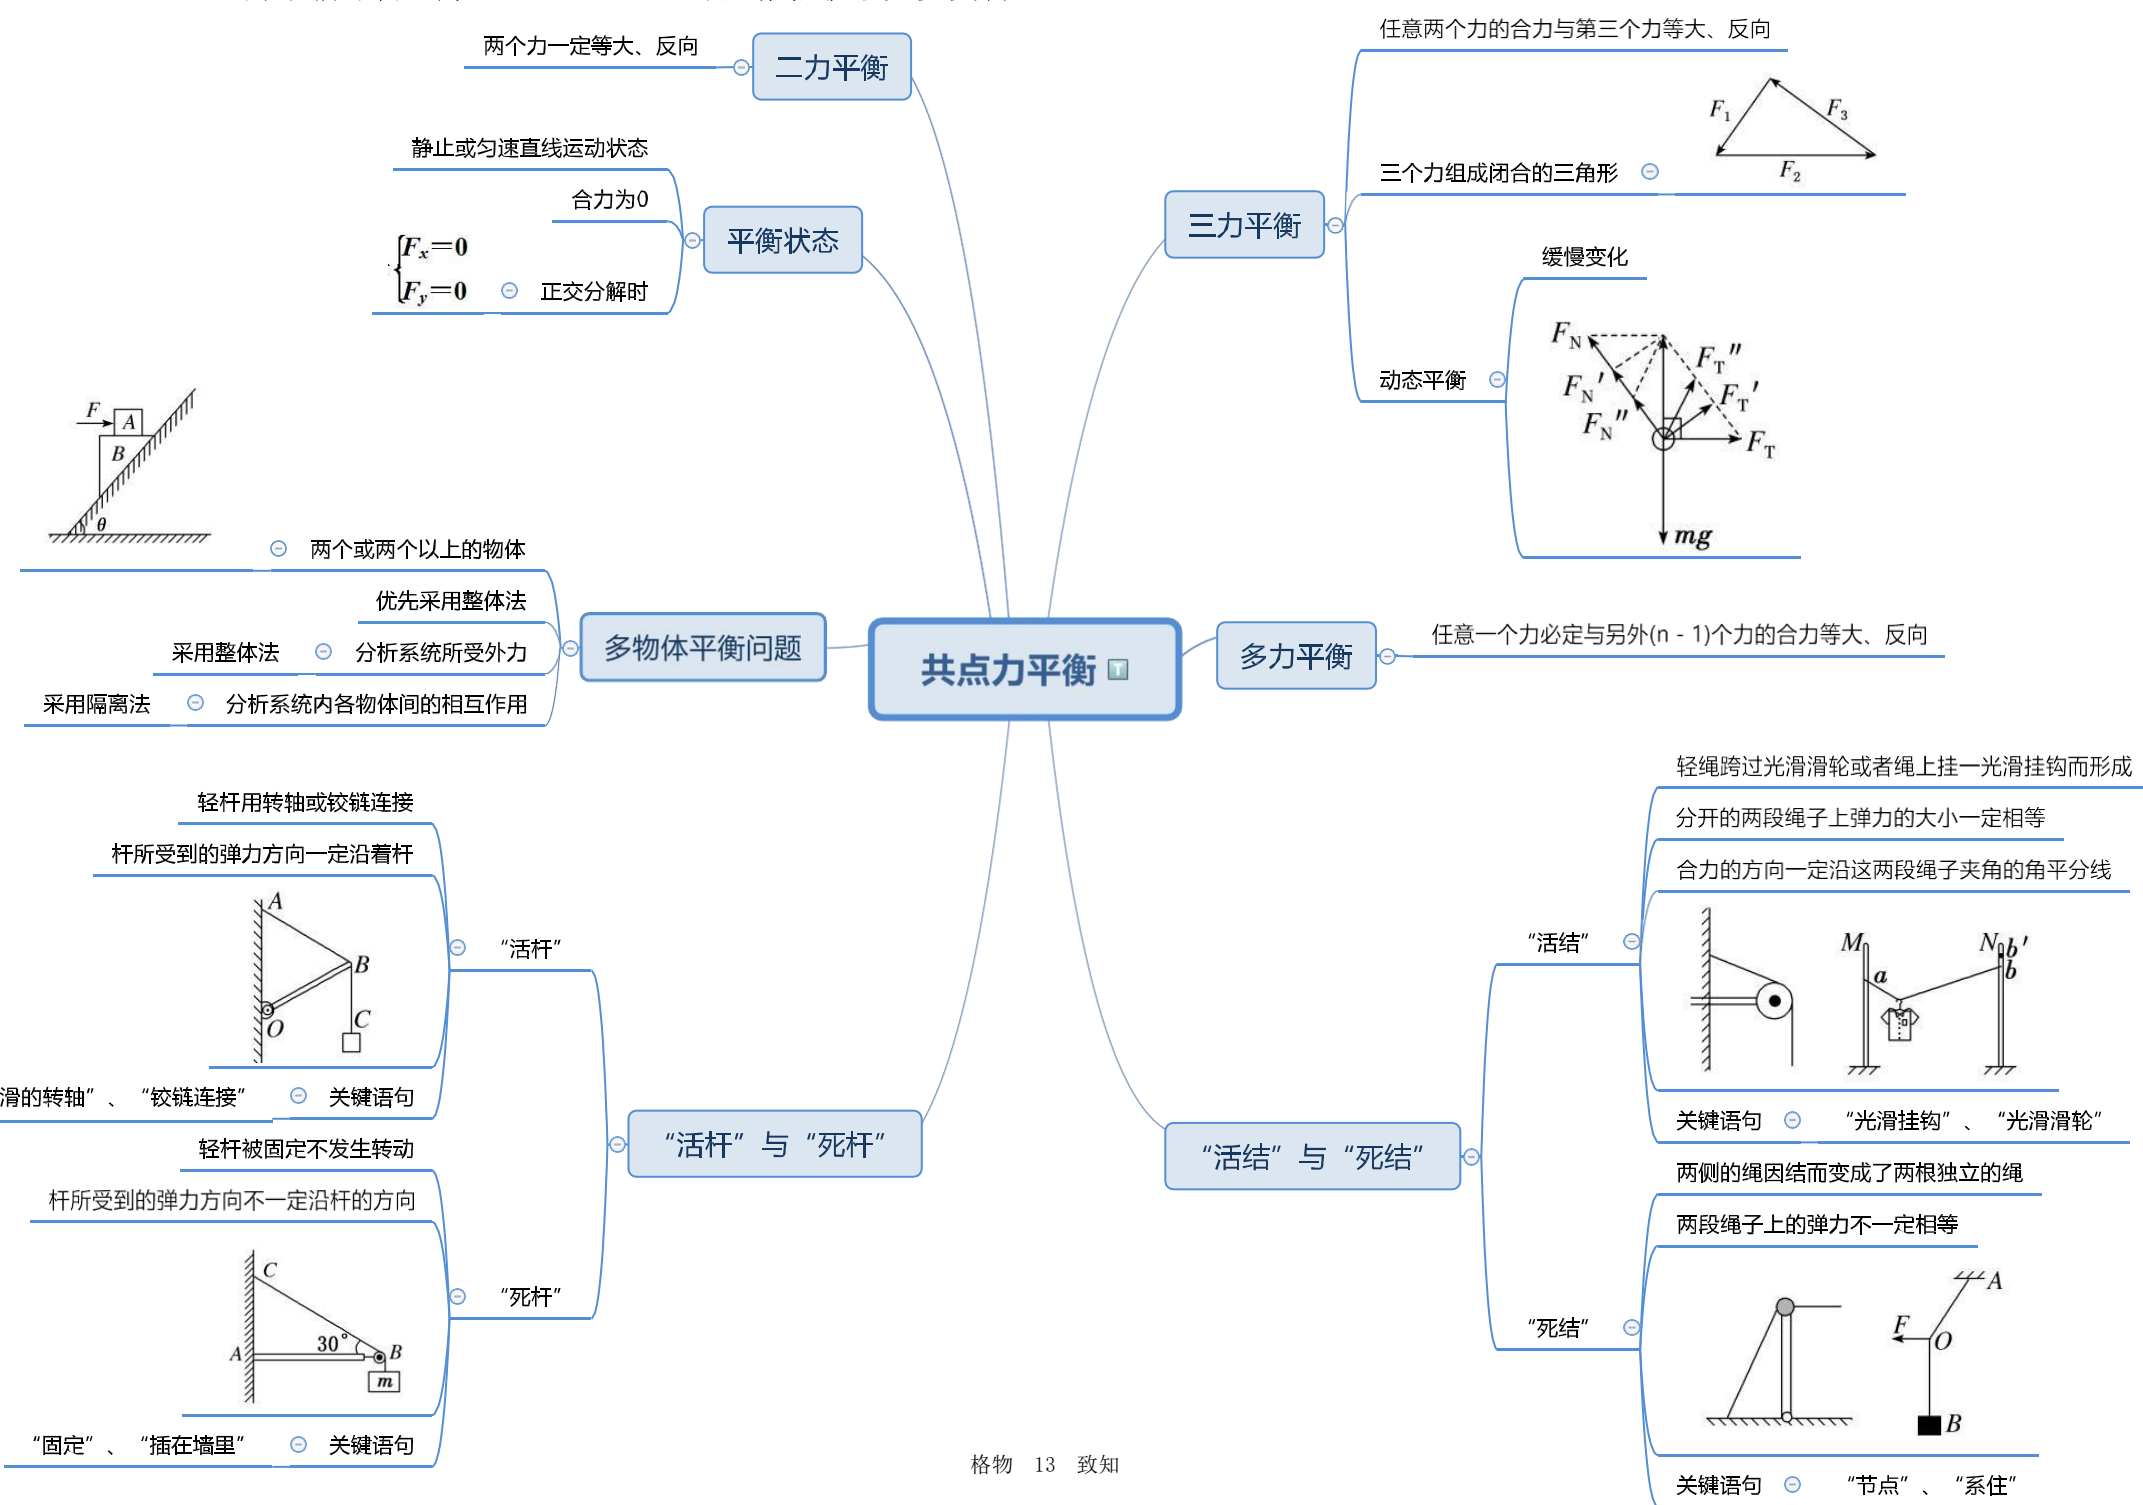 两个力一定等大、反向
二力平衡
静止或匀速直线运动状态
合力为0
Fx=0
Fy=0
正交分解时
平衡状态
F
A
B
θ
两个或两个以上的物体
优先采用整体法
采用整体法
分析系统所受外力
采用隔离法
分析系统内各物体间的相互作用
多物体平衡问题
共点力平衡
T
任意两个力的合力与第三个力等大、反向
F1
F3
F2
三个力组成闭合的三角形
三力平衡
缓慢变化
动态平衡
FN
FT″
FN′
FT′
FN″
FT
mg
多力平衡
任意一个力必定与另外(n - 1)个力的合力等大、反向
轻杆用转轴或铰链连接
杆所受到的弹力方向一定沿着杆
A
B
C
O
“活杆”
滑的转轴”、“铰链连接”
关键语句
轻杆被固定不发生转动
杆所受到的弹力方向不一定沿杆的方向
C
30°
A
B
m
“死杆”
“固定”、“插在墙里”
关键语句
“活杆”与“死杆”
轻绳跨过光滑滑轮或者绳上挂一光滑挂钩而形成
分开的两段绳子上弹力的大小一定相等
合力的方向一定沿这两段绳子夹角的角平分线
“活结”
M
N
b′
a
b
关键语句
“光滑挂钩”、“光滑滑轮”
“活结”与“死结”
两侧的绳因结而变成了两根独立的绳
两段绳子上的弹力不一定相等
A
F
O
B
“死结”
关键语句
“节点”、“系住”
格物 13 致知